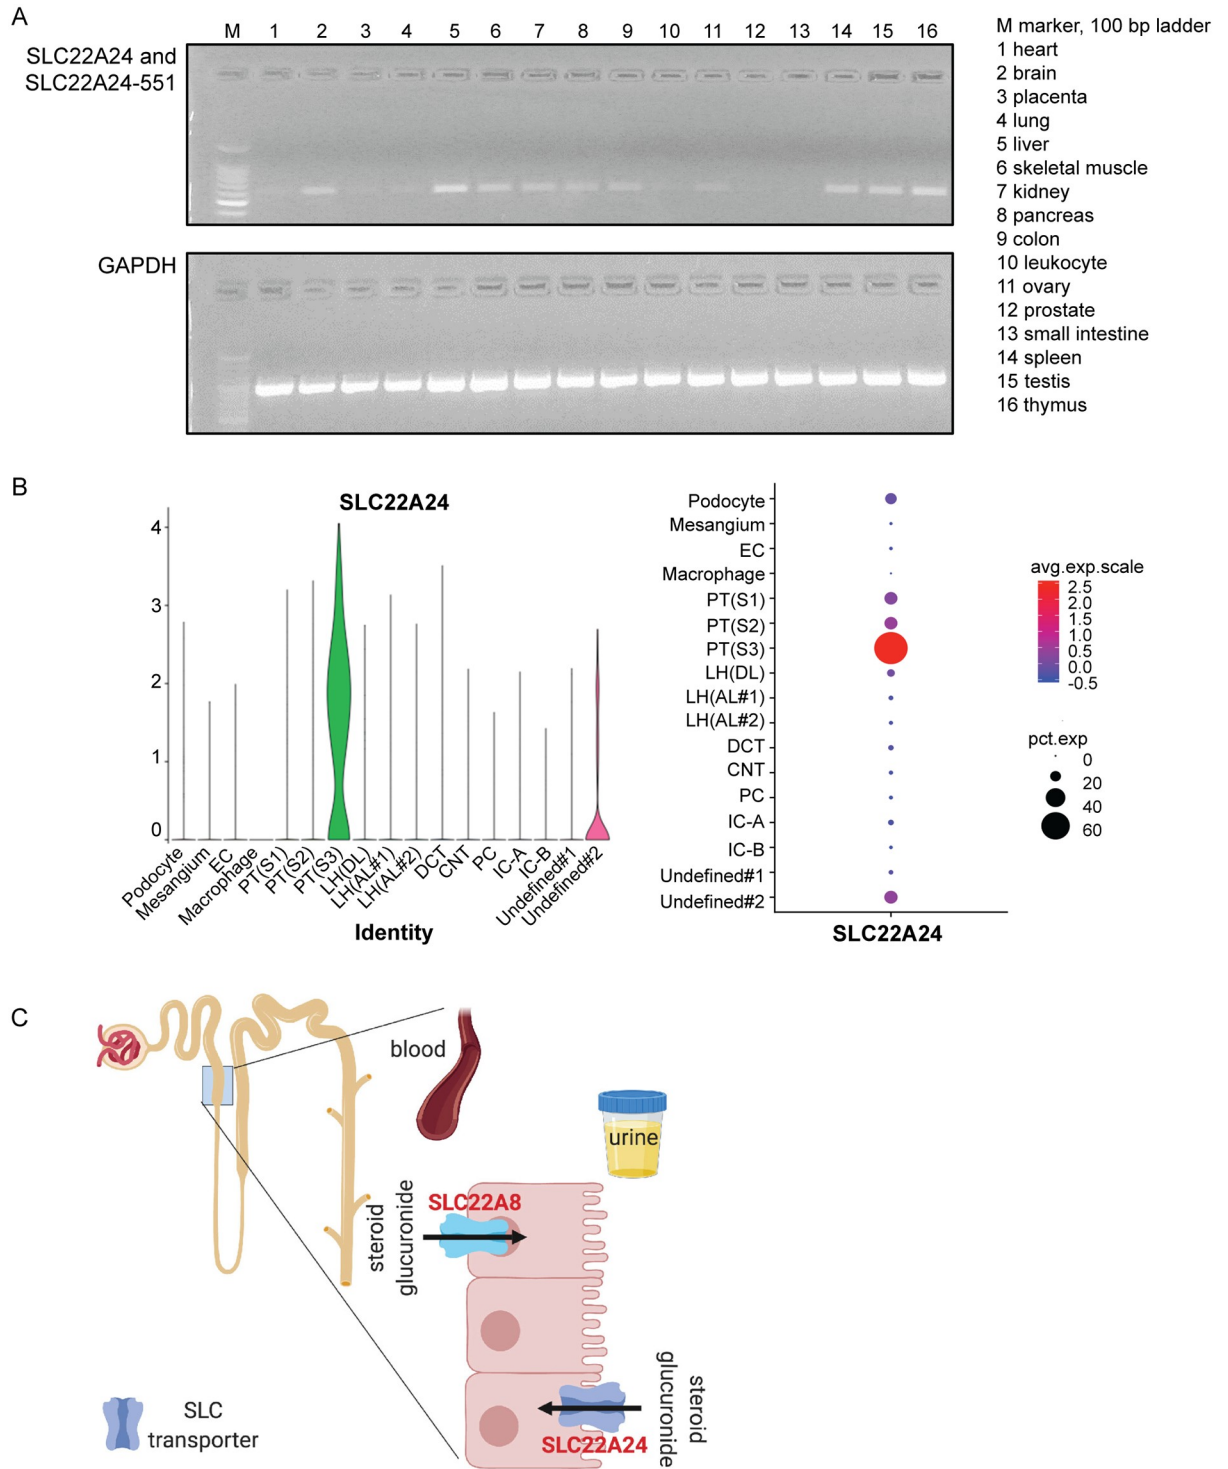 A
M 1 2 3 4 5 6 7 8 9 10 11 12 13 14 15 16
SLC22A24 and
SLC22A24-551
GAPDH
M marker, 100 bp ladder
1 heart
2 brain
3 placenta
4 lung
5 liver
6 skeletal muscle
7 kidney
8 pancreas
9 colon
10 leukocyte
11 ovary
12 prostate
13 small intestine
14 spleen
15 testis
16 thymus
B
SLC22A24
4
3
2
1
0
Podocyte
Mesangium
EC
Macrophage
PT(S1)
PT(S2)
PT(S3)
LH(DL)
LH(AL#1)
LH(AL#2)
DCT
CNT
PC
IC-A
IC-B
Undefined#1
Undefined#2
Identity
Podocyte
Mesangium
EC
Macrophage
PT(S1)
PT(S2)
PT(S3)
LH(DL)
LH(AL#1)
LH(AL#2)
DCT
CNT
PC
IC-A
IC-B
Undefined#1
Undefined#2
SLC22A24
avg.exp.scale
2.5
2.0
1.5
1.0
0.5
0.0
-0.5
pct.exp
0
20
40
60
C
blood
urine
SLC22A8
steroid
glucuronide
steroid
glucuronide
SLC22A24
SLC
transporter